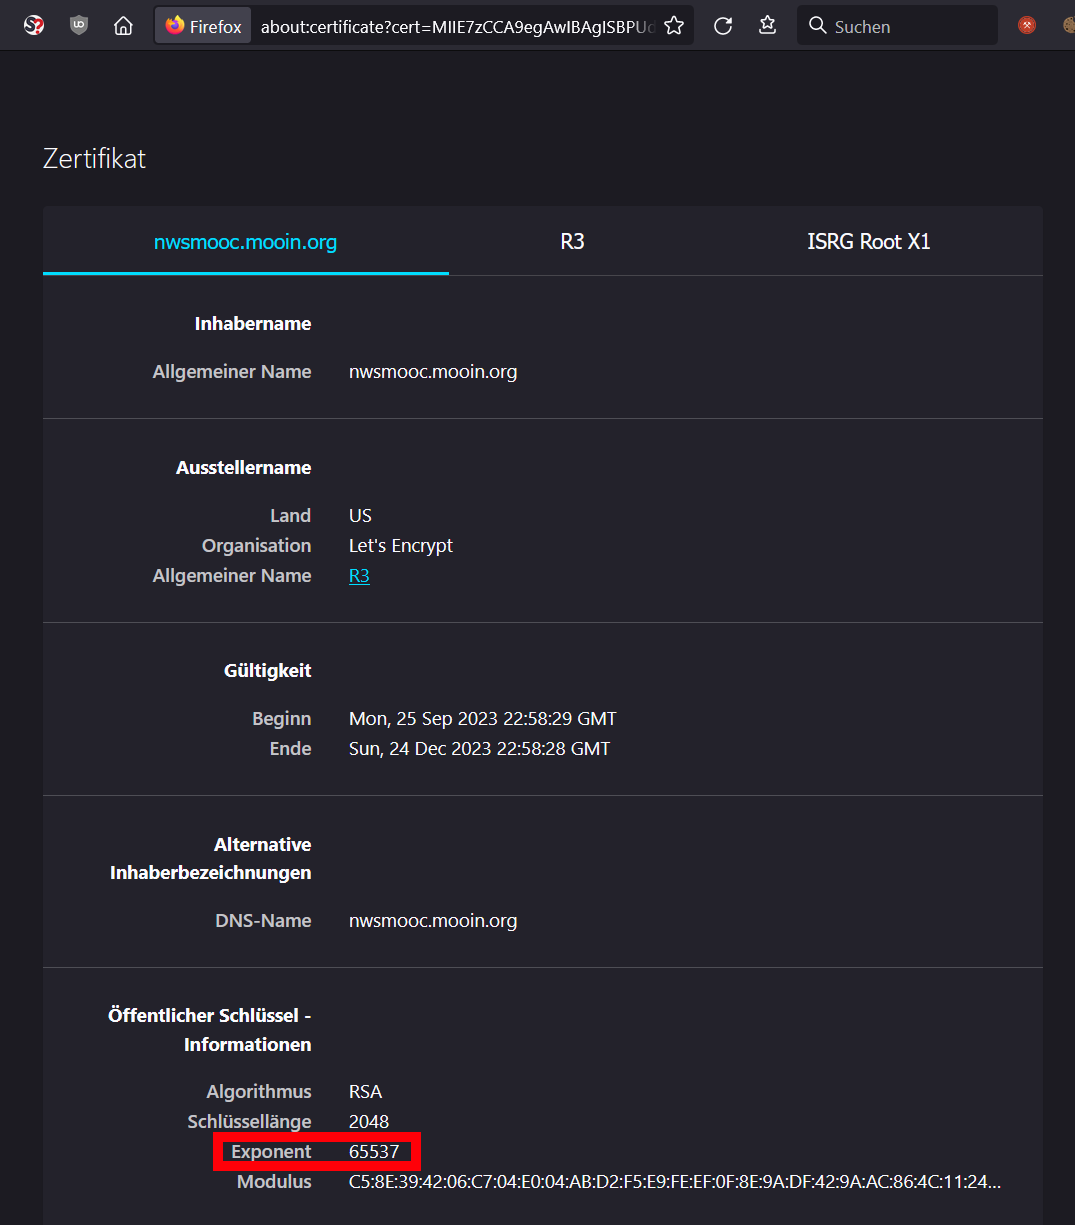 Firefox about:certificate?cert=MIIE7zCCA9egAwIBAgISBPU Suchen
Zertifikat
nwsmooc.mooin.org R3 ISRG Root X1
Inhabername
Allgemeiner Name nwsmooc.mooin.org
Ausstellername
Land US
Organisation Let's Encrypt
Allgemeiner Name R3
Gültigkeit
Beginn Mon, 25 Sep 2023 22:58:29 GMT
Ende Sun, 24 Dec 2023 22:58:28 GMT
Alternative
Inhaberbezeichnungen
DNS-Name nwsmooc.mooin.org
Öffentlicher Schlüssel -
Informationen
Algorithmus RSA
Schlüssellänge 2048
Exponent 65537
Modulus C5:8E:39:42:06:C7:04:E0:04:AB:D2:F5:E9:FE:EF:0F:8E:9A:DF:42:9A:AC:86:4C:11:24...